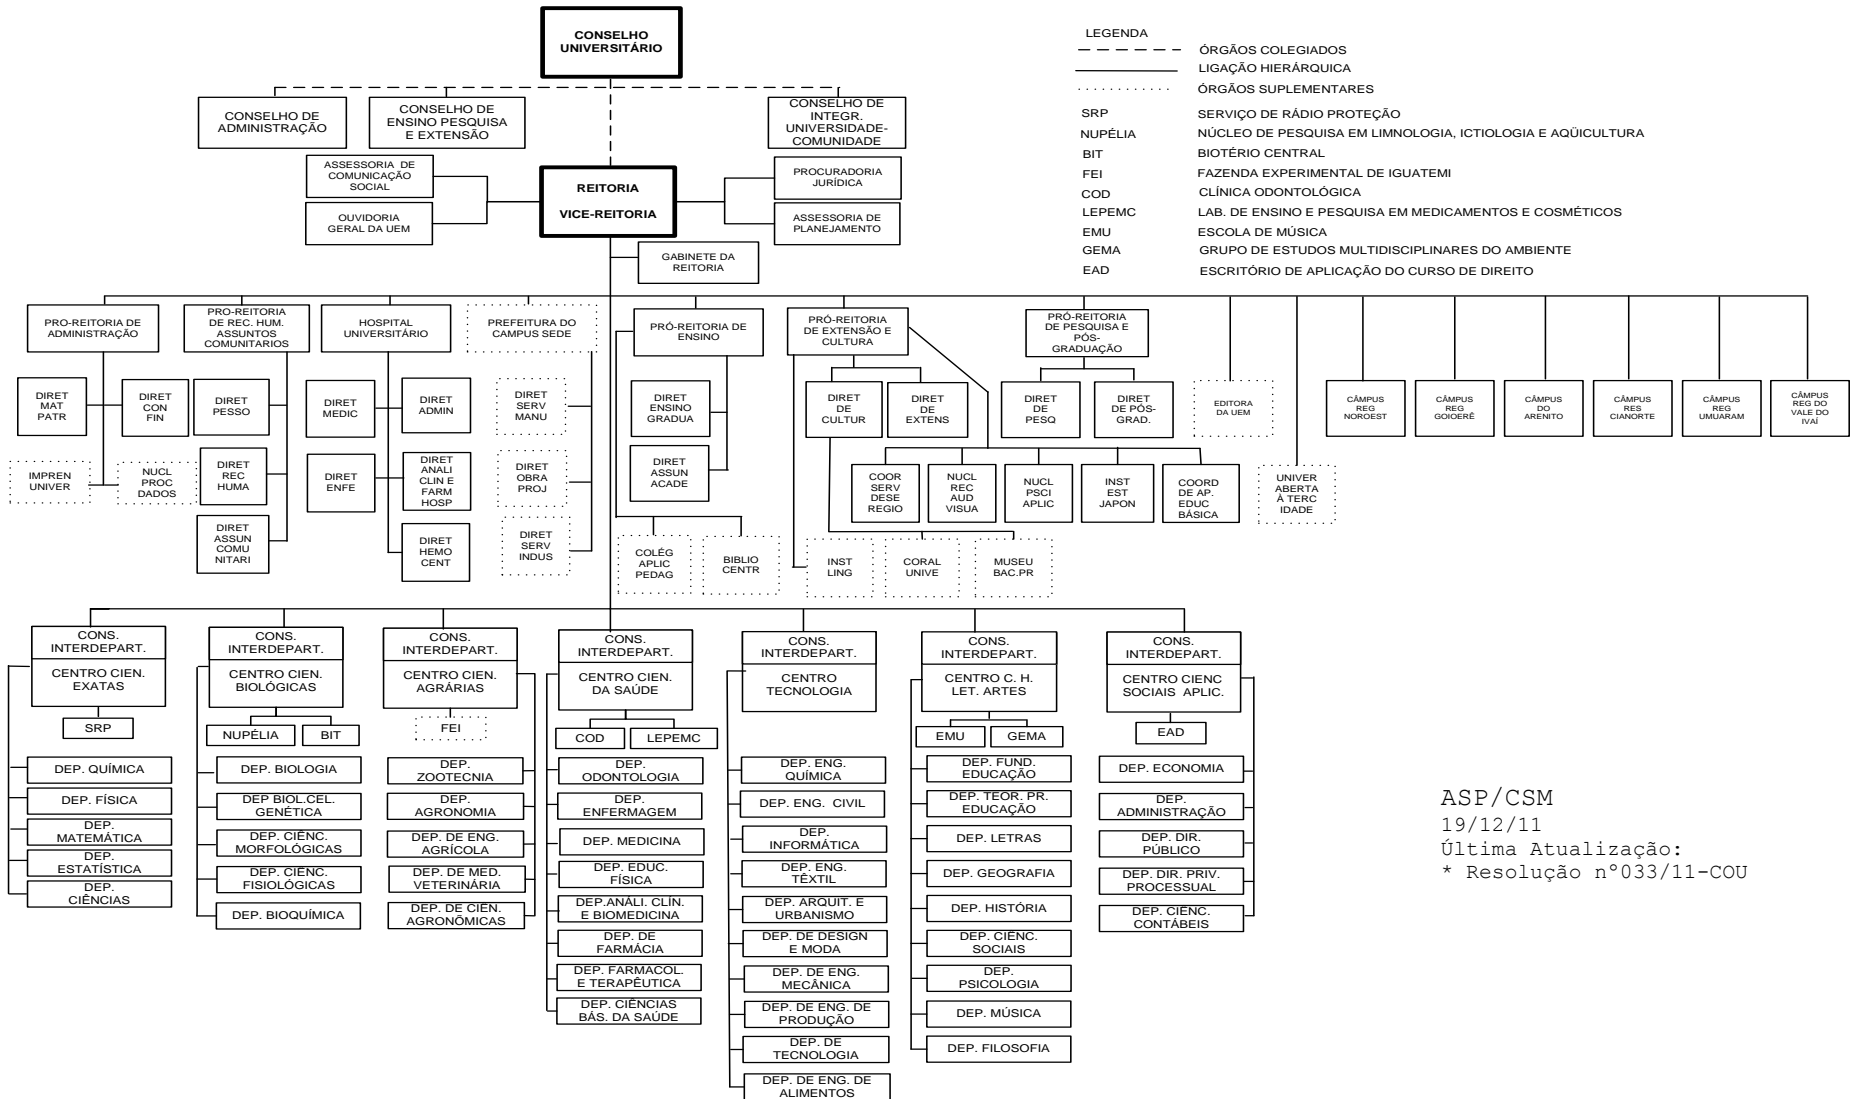 CONSELHO
UNIVERSITÁRIO
LEGENDA
ÓRGÃOS COLEGIADOS
LIGAÇÃO HIERÁRQUICA
ÓRGÃOS SUPLEMENTARES
SRP SERVIÇO DE RÁDIO PROTEÇÃO
NUPÉLIA NÚCLEO DE PESQUISA EM LIMNOLOGIA, ICTIOLOGIA E AQÜICULTURA
BIT BIOTÉRIO CENTRAL
FEI FAZENDA EXPERIMENTAL DE IGUATEMI
COD CLÍNICA ODONTOLÓGICA
LEPEMC LAB. DE ENSINO E PESQUISA EM MEDICAMENTOS E COSMÉTICOS
EMU ESCOLA DE MÚSICA
GEMA GRUPO DE ESTUDOS MULTIDISCIPLINARES DO AMBIENTE
EAD ESCRITÓRIO DE APLICAÇÃO DO CURSO DE DIREITO
CONSELHO DE
ADMINISTRAÇÃO
CONSELHO DE
ENSINO PESQUISA
E EXTENSÃO
CONSELHO DE
INTEGR.
UNIVERSIDADE-
COMUNIDADE
ASSESSORIA DE
COMUNICAÇÃO
SOCIAL
OUVIDORIA
GERAL DA UEM
REITORIA
VICE-REITORIA
PROCURADORIA
JURÍDICA
ASSESSORIA DE
PLANEJAMENTO
GABINETE DA
REITORIA
PRO-REITORIA DE
ADMINISTRAÇÃO
PRO-REITORIA
DE REC. HUM.
ASSUNTOS
COMUNITARIOS
HOSPITAL
UNIVERSITÁRIO
PREFEITURA DO
CAMPUS SEDE
PRÓ-REITORIA DE
ENSINO
PRÓ-REITORIA
DE EXTENSÃO E
CULTURA
PRÓ-REITORIA
DE PESQUISA E
PÓS-
GRADUAÇÃO
DIRET
MAT
PATR
DIRET
CON
FIN
IMPREN
UNIVER
NUCL
PROC
DADOS
DIRET
PESSO
DIRET
REC
HUMA
DIRET
ASSUN
COMU
NITARI
DIRET
MEDIC
DIRET
ADMIN
DIRET
ENFE
DIRET
ANALI
CLIN E
FARM
HOSP
DIRET
HEMO
CENT
DIRET
SERV
MANU
DIRET
OBRA
PROJ
DIRET
SERV
INDUS
DIRET
ENSINO
GRADUA
DIRET
ASSUN
ACADE
COLÉG
APLIC
PEDAG
BIBLIO
CENTR
DIRET
DE
CULTUR
DIRET
DE
EXTENS
COOR
SERV
DESE
REGIO
NUCL
REC
AUD
VISUA
NUCL
PSCI
APLIC
INST
EST
JAPON
COORD
DE AP.
EDUC
BÁSICA
INST
LING
CORAL
UNIVE
MUSEU
BAC.PR
DIRET
DE
PESQ
DIRET
DE PÓS-
GRAD.
EDITORA
DA UEM
UNIVER
ABERTA
À TERC
IDADE
CÂMPUS
REG
NOROEST
CÂMPUS
REG
GOIOERÊ
CÂMPUS
DO
ARENITO
CÂMPUS
RES
CIANORTE
CÂMPUS
REG
UMUARAM
CÂMPUS
REG DO
VALE DO
IVAÍ
CONS.
INTERDEPART.
CENTRO CIEN.
EXATAS
SRP
DEP. QUÍMICA
DEP. FÍSICA
DEP.
MATEMÁTICA
DEP.
ESTATÍSTICA
DEP.
CIÊNCIAS
CONS.
INTERDEPART.
CENTRO CIEN.
BIOLÓGICAS
NUPÉLIA
BIT
DEP. BIOLOGIA
DEP BIOL.CEL.
GENÉTICA
DEP. CIÊNC.
MORFOLÓGICAS
DEP. CIÊNC.
FISIOLÓGICAS
DEP. BIOQUÍMICA
CONS.
INTERDEPART.
CENTRO CIEN.
AGRÁRIAS
FEI
DEP.
ZOOTECNIA
DEP.
AGRONOMIA
DEP. DE ENG.
AGRÍCOLA
DEP. DE MED.
VETERINÁRIA
DEP. DE CIÊN.
AGRONÔMICAS
CONS.
INTERDEPART.
CENTRO CIEN.
DA SAÚDE
COD
LEPEMC
DEP.
ODONTOLOGIA
DEP.
ENFERMAGEM
DEP. MEDICINA
DEP. EDUC.
FÍSICA
DEP.ANÁLI. CLÍN.
E BIOMEDICINA
DEP. DE
FARMÁCIA
DEP. FARMACOL.
E TERAPÊUTICA
DEP. CIÊNCIAS
BÁS. DA SAÚDE
CONS.
INTERDEPART.
CENTRO
TECNOLOGIA
DEP. ENG.
QUÍMICA
DEP. ENG. CIVIL
DEP.
INFORMÁTICA
DEP. ENG.
TÊXTIL
DEP. ARQUIT. E
URBANISMO
DEP. DE DESIGN
E MODA
DEP. DE ENG.
MECÂNICA
DEP. DE ENG. DE
PRODUÇÃO
DEP. DE
TECNOLOGIA
DEP. DE ENG. DE
ALIMENTOS
CONS.
INTERDEPART.
CENTRO C. H.
LET. ARTES
EMU
GEMA
DEP. FUND.
EDUCAÇÃO
DEP. TEOR. PR.
EDUCAÇÃO
DEP. LETRAS
DEP. GEOGRAFIA
DEP. HISTÓRIA
DEP. CIÊNC.
SOCIAIS
DEP.
PSICOLOGIA
DEP. MÚSICA
DEP. FILOSOFIA
CONS.
INTERDEPART.
CENTRO CIENC
SOCIAIS APLIC.
EAD
DEP. ECONOMIA
DEP.
ADMINISTRAÇÃO
DEP. DIR.
PÚBLICO
DEP. DIR. PRIV.
PROCESSUAL
DEP. CIÊNC.
CONTÁBEIS
ASP/CSM
19/12/11
Última Atualização:
* Resolução n°033/11-COU